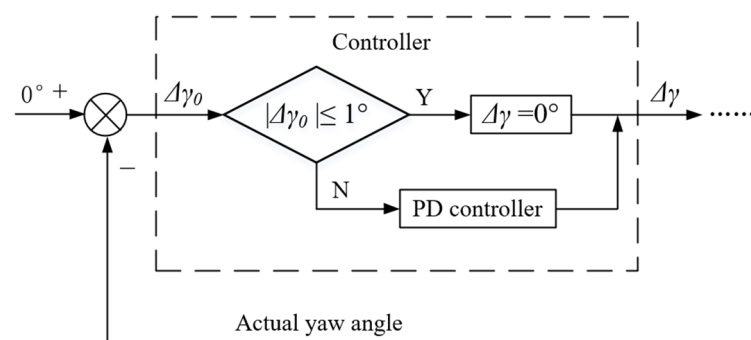 Controller
0° +
Δγ₀
|Δγ₀|≤ 1°
Y
Δγ =0°
Δγ
......
−
N
PD controller
Actual yaw angle